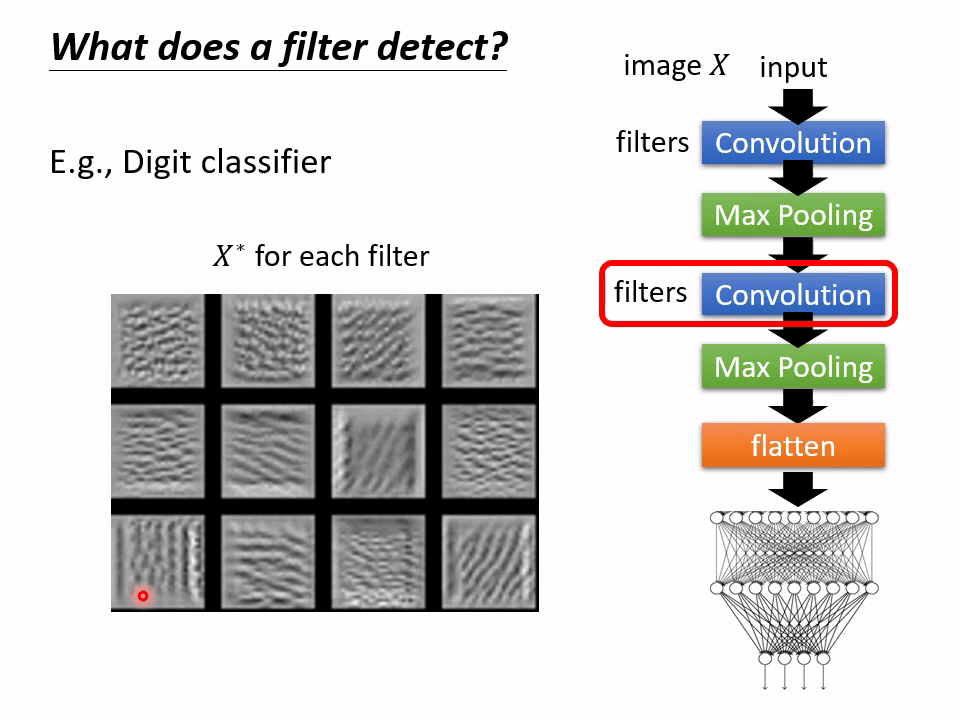 What does a filter detect?
E.g., Digit classifier
X* for each filter
image X input
filters Convolution
Max Pooling
filters Convolution
Max Pooling
flatten